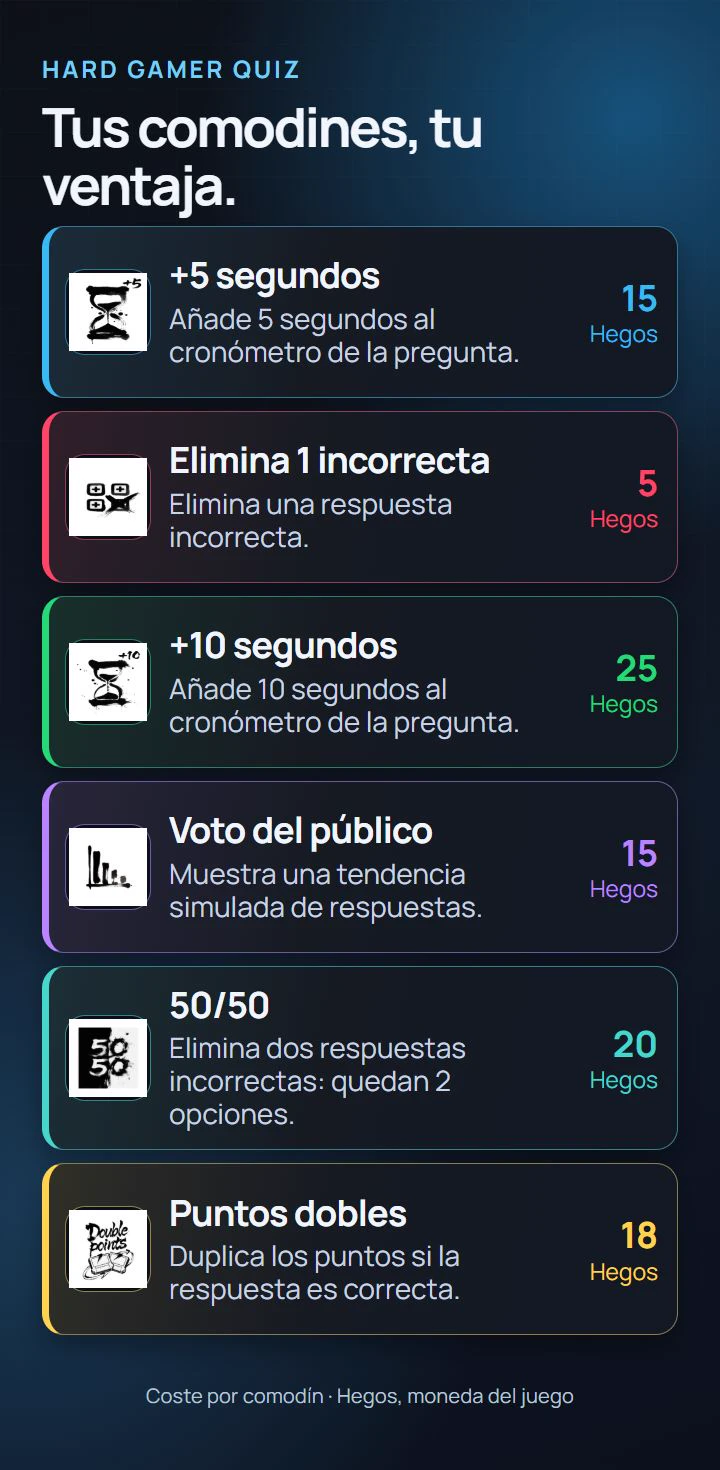 HARD GAMER QUIZ
Tus comodines, tu
ventaja.
+5
+5 segundos
Añade 5 segundos al
cronómetro de la pregunta.
15
Hegos
Elimina 1 incorrecta
Elimina una respuesta
incorrecta.
5
Hegos
+10
+10 segundos
Añade 10 segundos al
cronómetro de la pregunta.
25
Hegos
Voto del público
Muestra una tendencia
simulada de respuestas.
15
Hegos
50
50
50/50
Elimina dos respuestas
incorrectas: quedan 2
opciones.
20
Hegos
Double
points
Puntos dobles
Duplica los puntos si la
respuesta es correcta.
18
Hegos
Coste por comodín · Hegos, moneda del juego